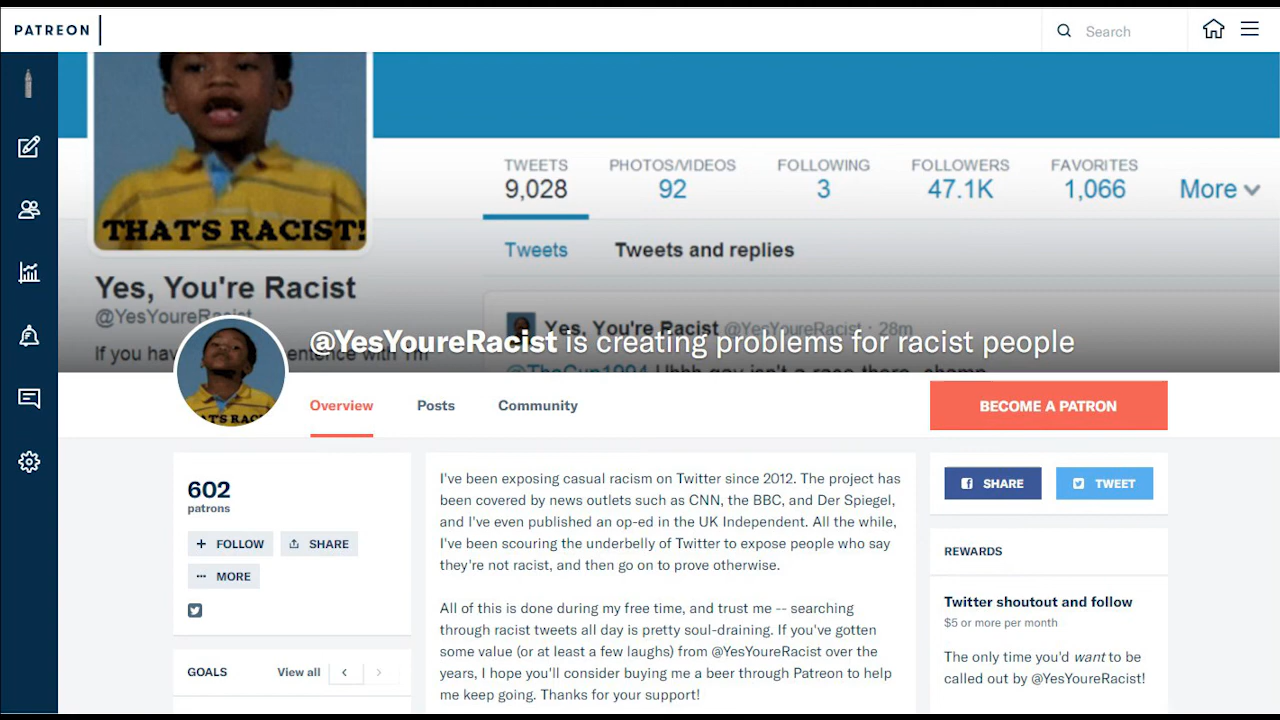 PATREON
Search
THAT'S RACIST!
TWEETS PHOTOS/VIDEOS FOLLOWING FOLLOWERS FAVORITES
9,028 92 3 47.1K 1,066 More
Tweets Tweets and replies
Yes, You're Racist
@YesYoureRacist
Yes, You're Racist @YesYoureRacist · 28m
@YesYoureRacist is creating problems for racist people
If you hav entence with I'm
Overview Posts Community
BECOME A PATRON
602
patrons
+ FOLLOW SHARE
··· MORE
GOALS View all
I've been exposing casual racism on Twitter since 2012. The project
has been covered by news outlets such as CNN, the BBC, and Der Spiegel,
and I've even published an op-ed in the UK Independent. All the while,
I've been scouring the underbelly of Twitter to expose people who say
they're not racist, and then go on to prove otherwise.
All of this is done during my free time, and trust me -- searching
through racist tweets all day is pretty soul-draining. If you've gotten
some value (or at least a few laughs) from @YesYoureRacist over the
years, I hope you'll consider buying me a beer through Patreon to help
me keep going. Thanks for your support!
SHARE TWEET
REWARDS
Twitter shoutout and follow
$5 or more per month
The only time you'd want to be
called out by @YesYoureRacist!